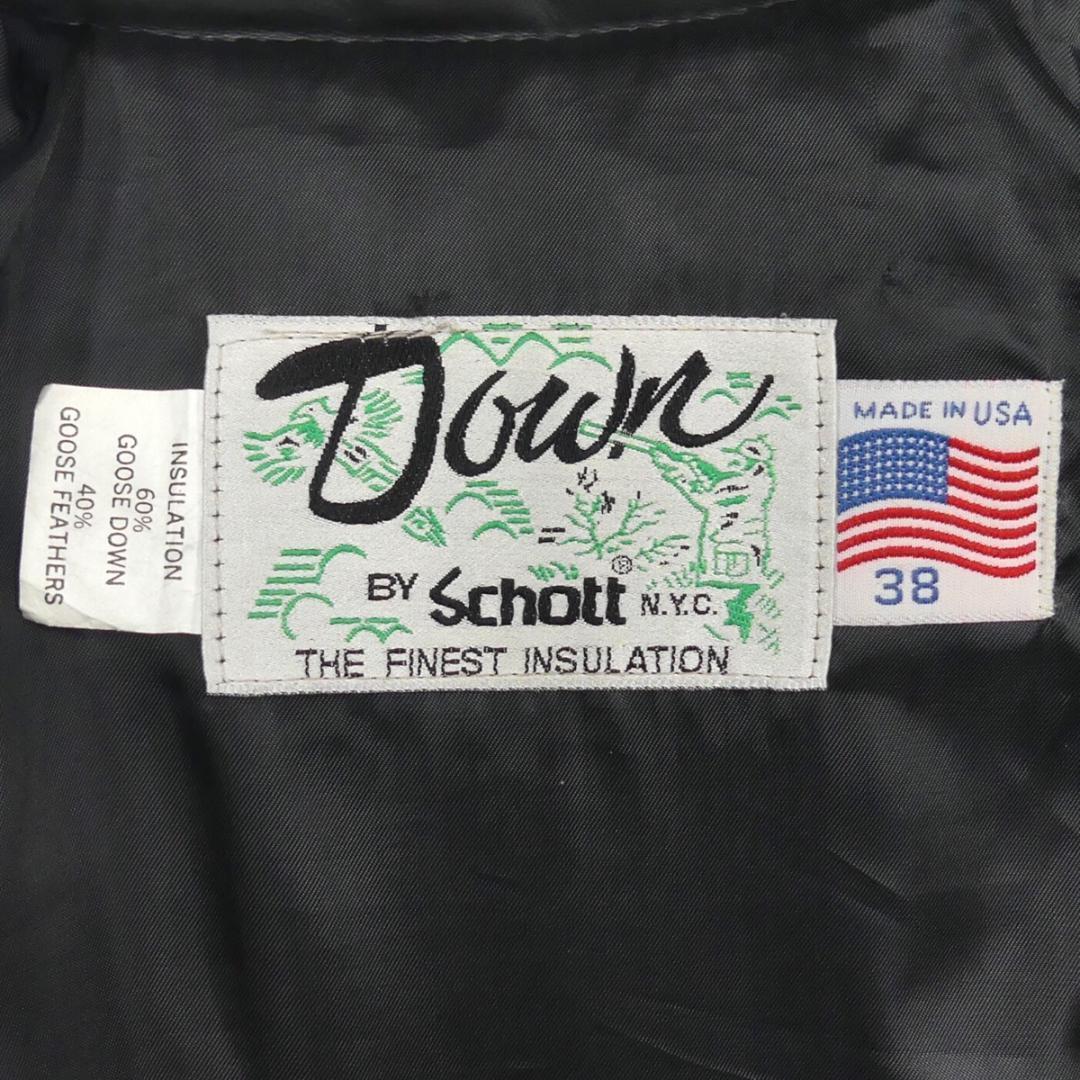 INSULATION
60%
GOOSE DOWN
40%
GOOSE FEATHERS
Down
BY Schott® N.Y.C.
THE FINEST INSULATION
MADE IN USA
38